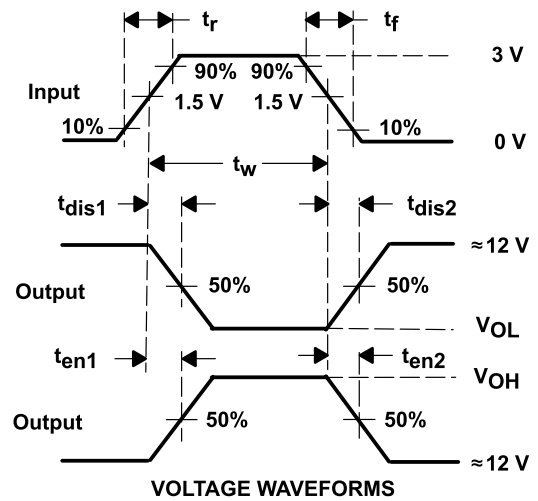 tr
tf
3 V
90%
90%
Input
1.5 V
1.5 V
10%
10%
0 V
tw
tdis1
tdis2
≈12 V
50%
50%
Output
VOL
ten1
ten2
VOH
Output
50%
50%
≈12 V
VOLTAGE WAVEFORMS